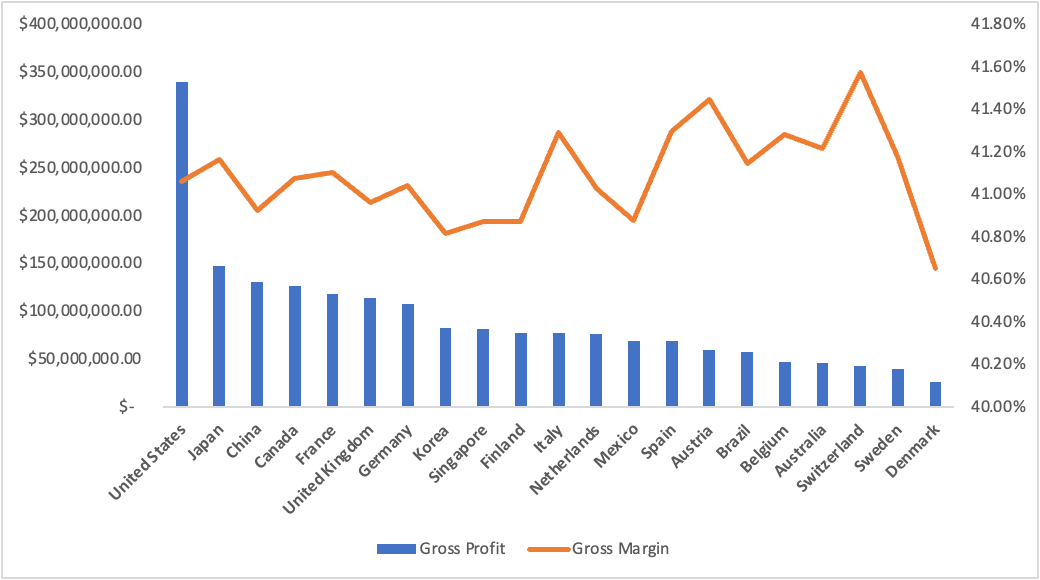 $400,000,000.00
$350,000,000.00
$300,000,000.00
$250,000,000.00
$200,000,000.00
$150,000,000.00
$100,000,000.00
$50,000,000.00
$-
41.80%
41.60%
41.40%
41.20%
41.00%
40.80%
40.60%
40.40%
40.20%
40.00%
United States
Japan
China
Canada
France
United Kingdom
Germany
Korea
Singapore
Finland
Italy
Netherlands
Mexico
Spain
Austria
Brazil
Belgium
Australia
Switzerland
Sweden
Denmark
Gross Profit
Gross Margin